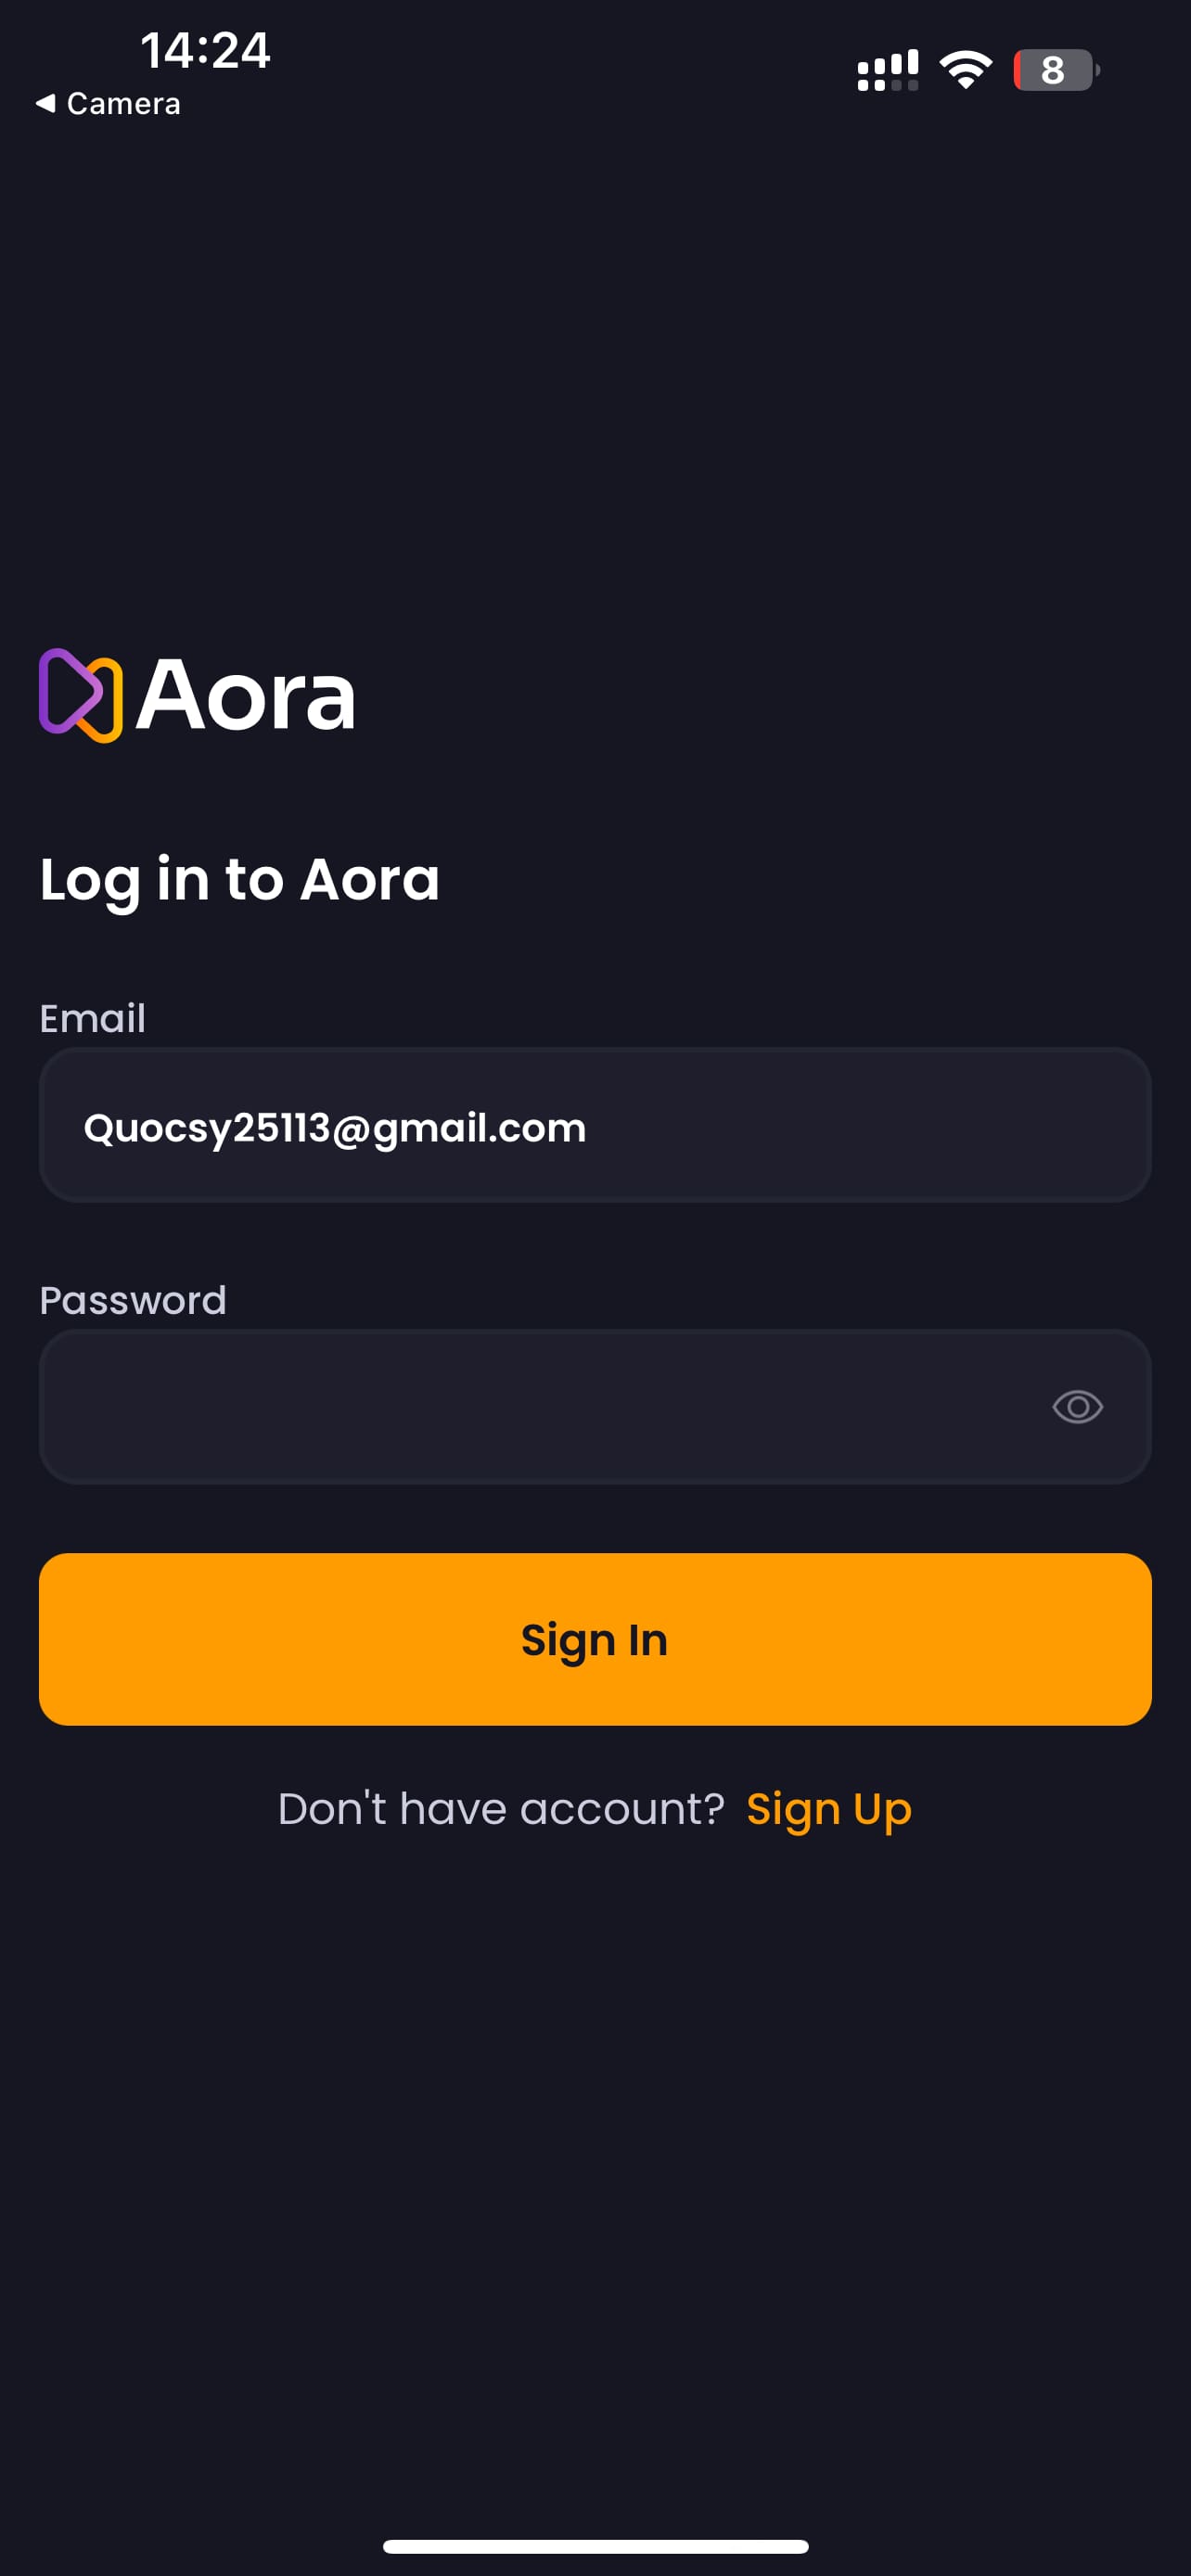 14:24
8
Camera
Aora
Log in to Aora
Email
Quocsy25113@gmail.com
Password
Sign In
Don't have account? Sign Up